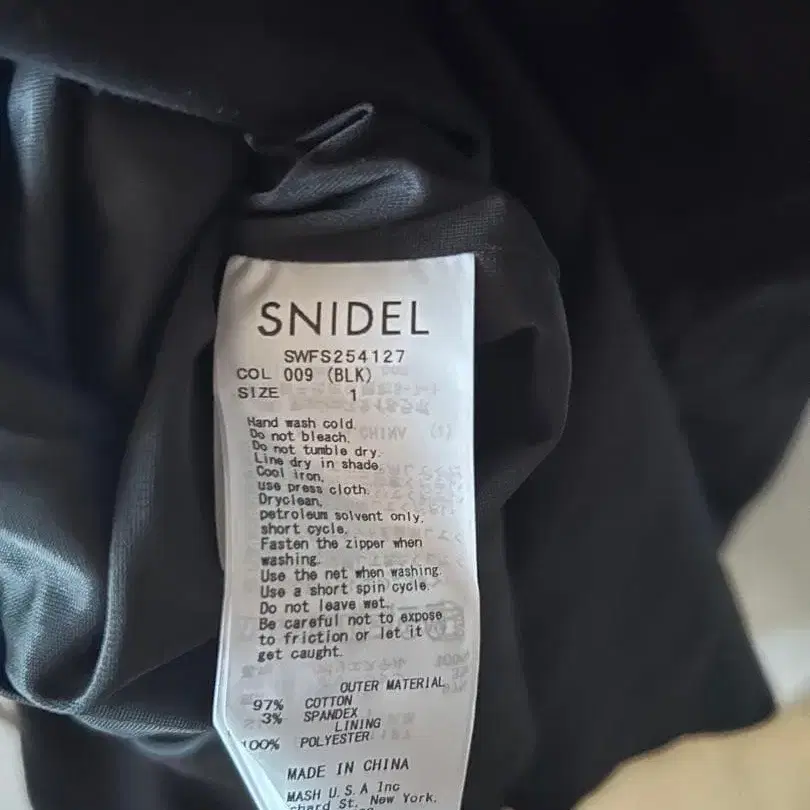 SNIDEL
SWFS254127
COL 009 (BLK)
SIZE 1
Hand wash cold.
Do not bleach.
Do not tumble dry.
Line dry in shade.
Cool iron,
use press cloth.
Dryclean,
petroleum solvent only,
short cycle.
Fasten the zipper when
washing.
Use the net when washing.
Use a short spin cycle.
Do not leave wet.
Be careful not to expose
to friction or let it
get caught.
OUTER MATERIAL
97% COTTON
3% SPANDEX
LINING
100% POLYESTER
MADE IN CHINA
MASH U.S.A Inc
St. New York.